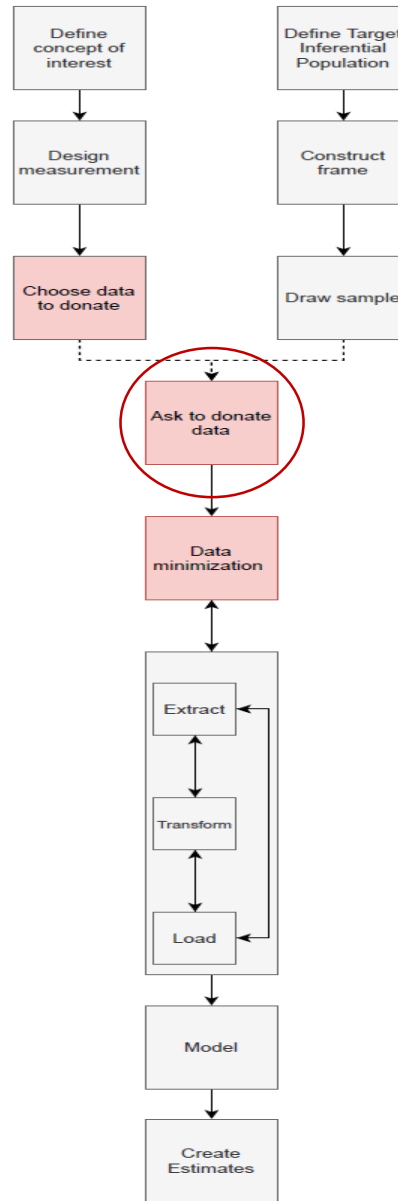 Define
concept of
interest
Define Target
Inferential
Population
Design
measurement
Construct
frame
Choose data
to donate
Draw sample
Ask to donate
data
Data
minimization
Extract
Transform
Load
Model
Create
Estimates